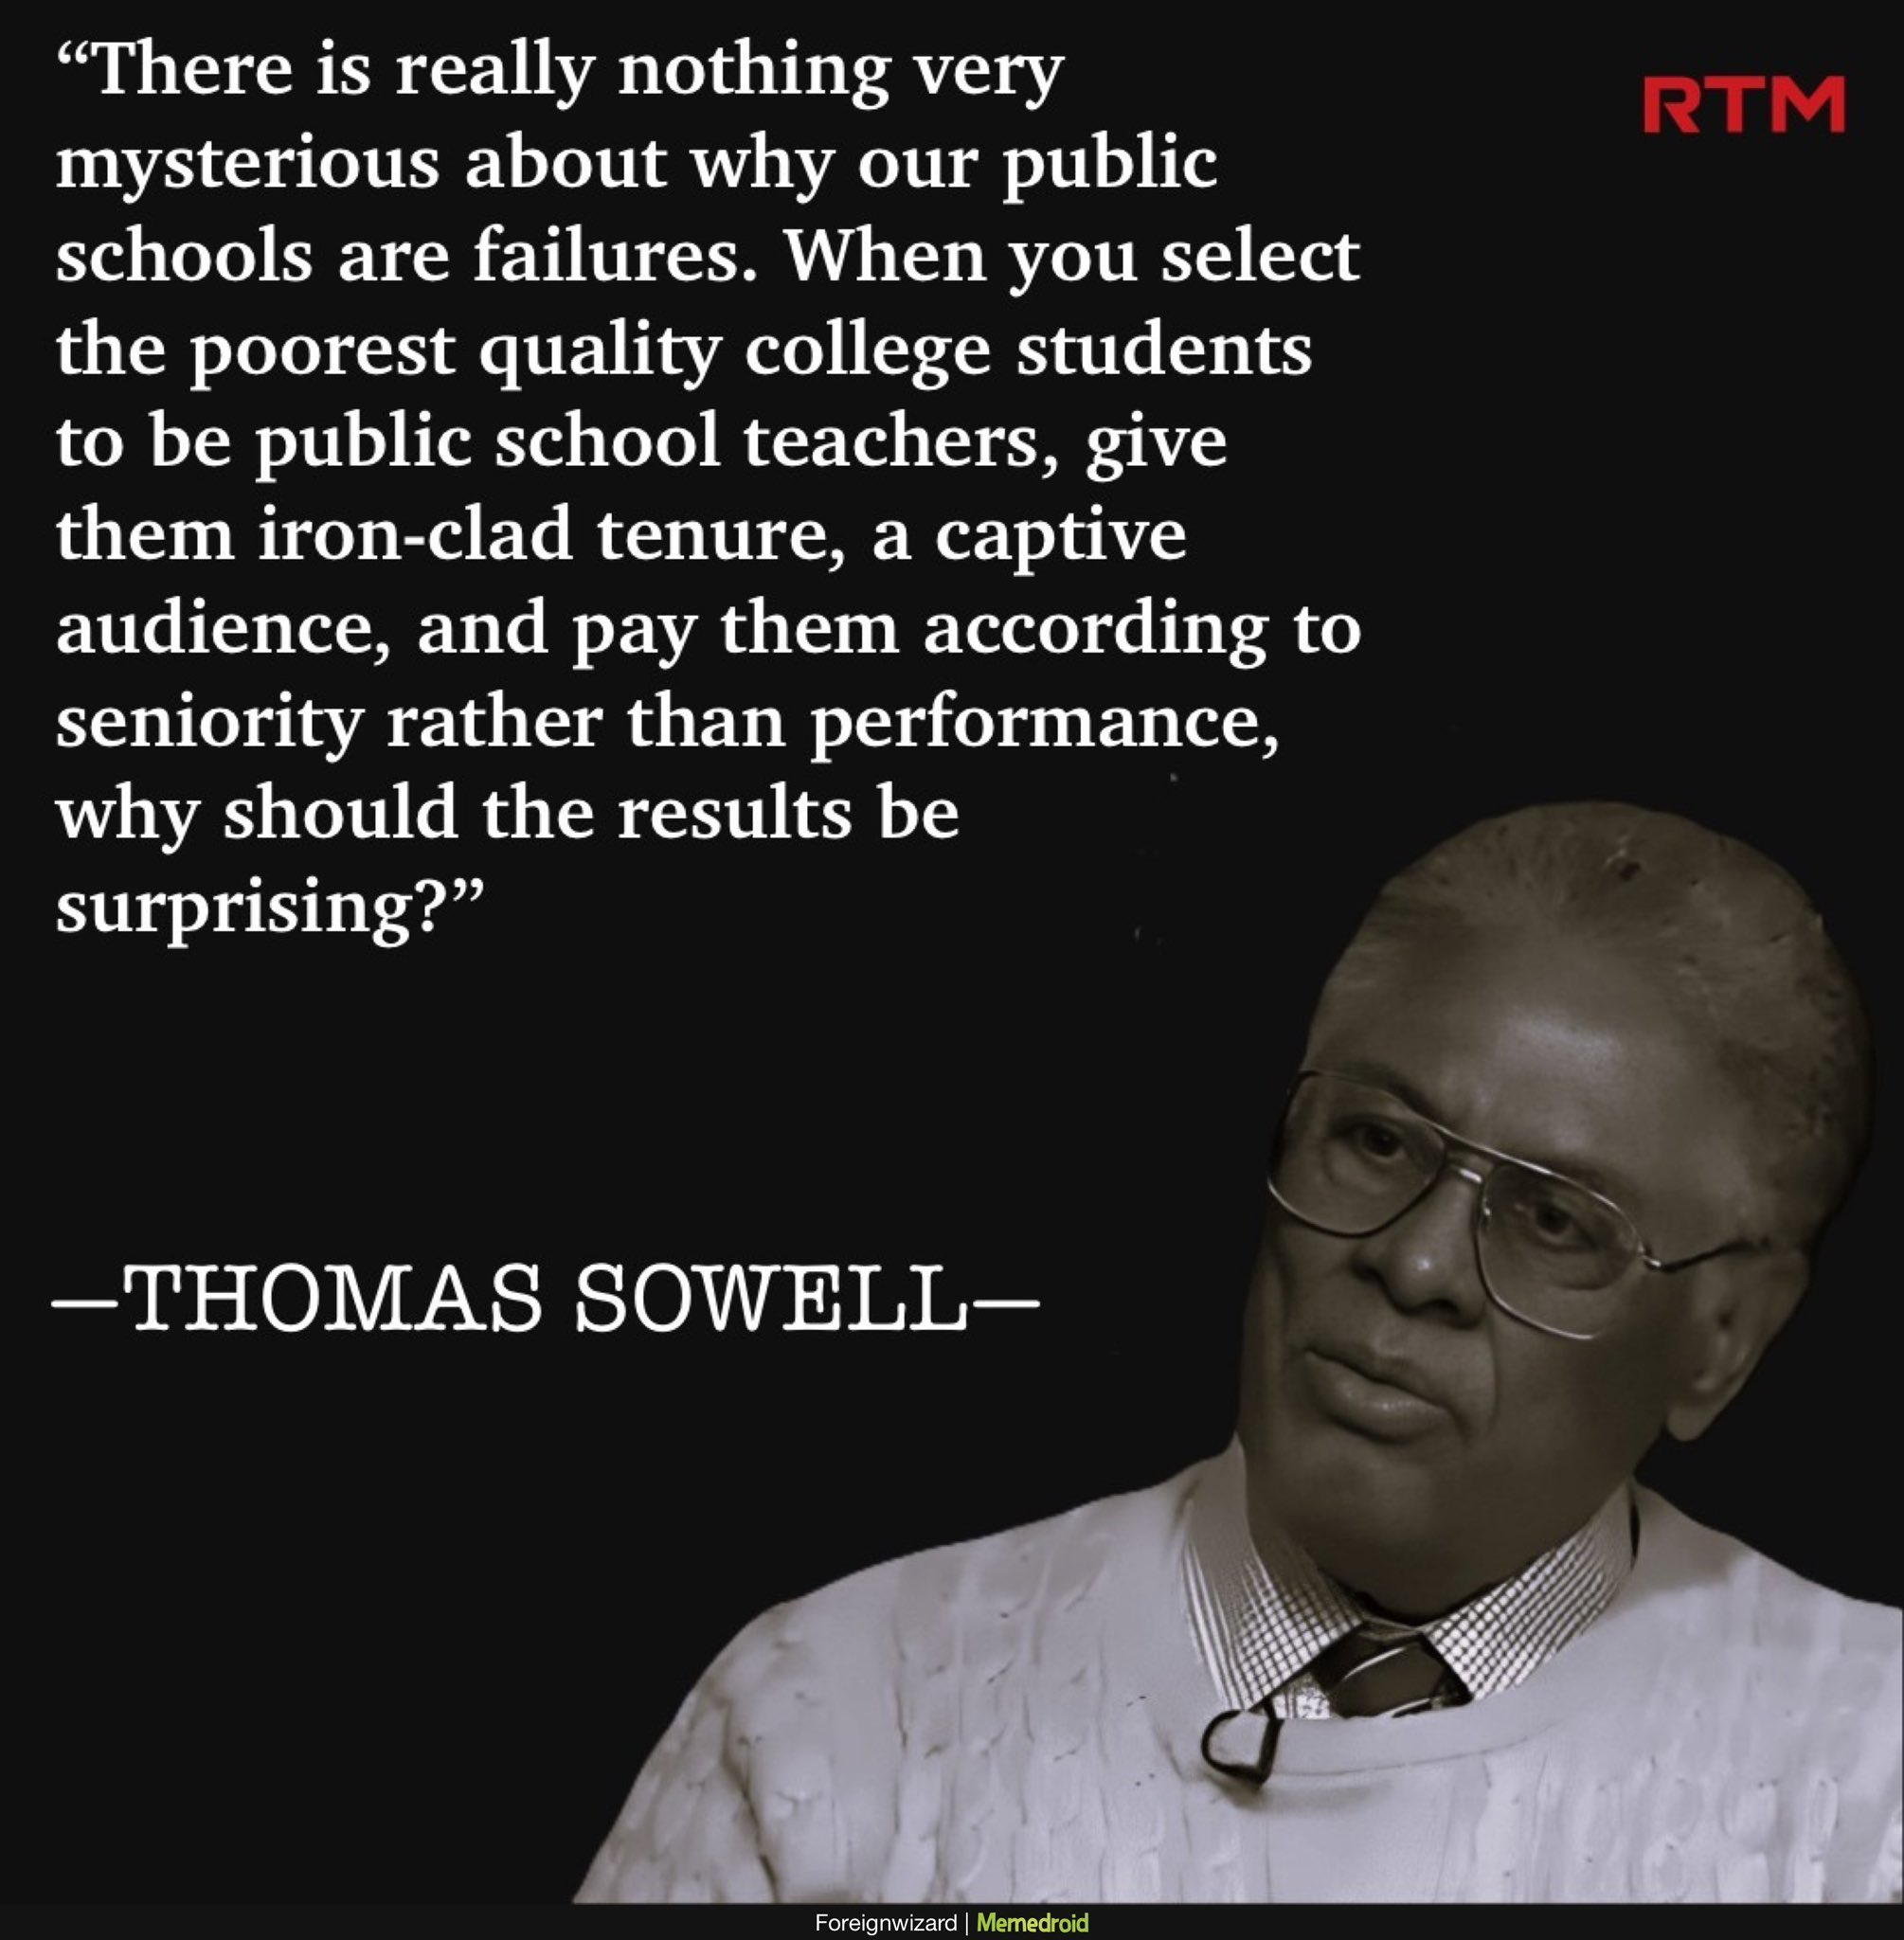 “There is really nothing very
mysterious about why our public
schools are failures. When you select
the poorest quality college students
to be public school teachers, give
them iron-clad tenure, a captive
audience, and pay them according to
seniority rather than performance,
why should the results be
surprising?”
RTM
—THOMAS SOWELL—
Foreignwizard | Memedroid